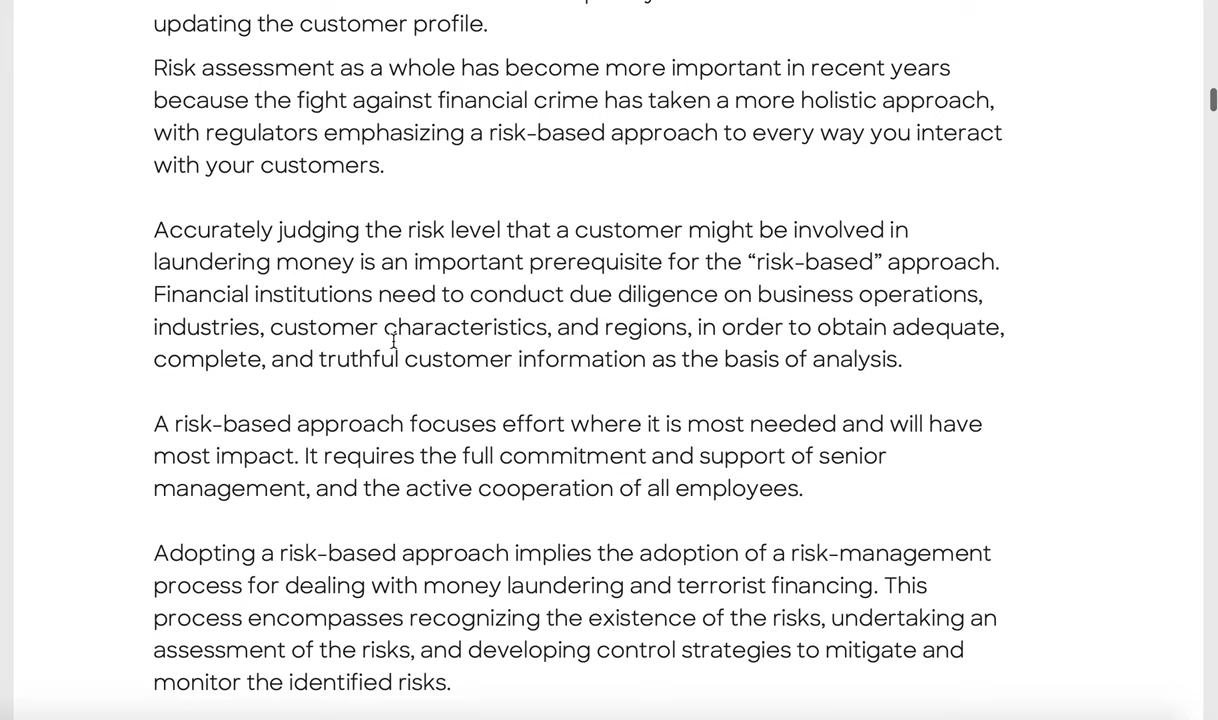 updating the customer profile.
Risk assessment as a whole has become more important in recent years
because the fight against financial crime has taken a more holistic approach,
with regulators emphasizing a risk-based approach to every way you interact
with your customers.
Accurately judging the risk level that a customer might be involved in
laundering money is an important prerequisite for the “risk-based” approach.
Financial institutions need to conduct due diligence on business operations,
industries, customer characteristics, and regions, in order to obtain adequate,
complete, and truthful customer information as the basis of analysis.
A risk-based approach focuses effort where it is most needed and will have
most impact. It requires the full commitment and support of senior
management, and the active cooperation of all employees.
Adopting a risk-based approach implies the adoption of a risk-management
process for dealing with money laundering and terrorist financing. This
process encompasses recognizing the existence of the risks, undertaking an
assessment of the risks, and developing control strategies to mitigate and
monitor the identified risks.